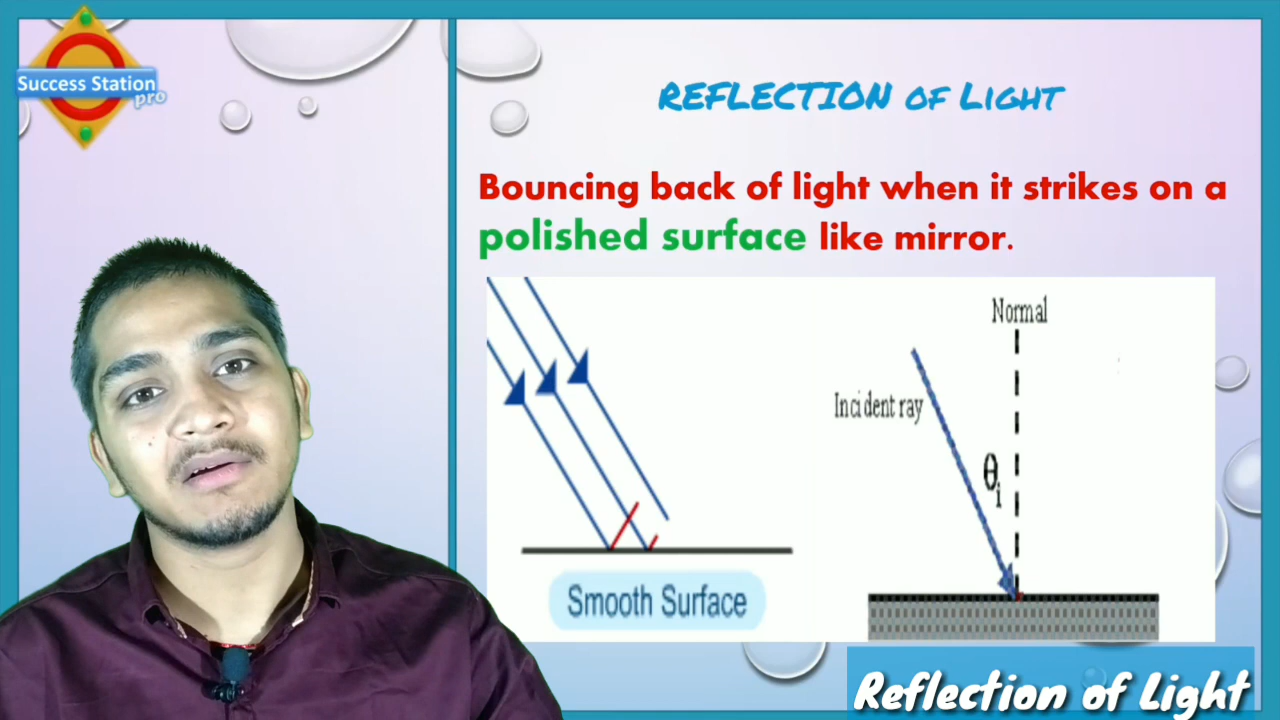 Success Station
pro
REFLECTION OF LIGHT
Bouncing back of light when it strikes on a
polished surface like mirror.
Normal
Incident ray
θi
Smooth Surface
Reflection of Light